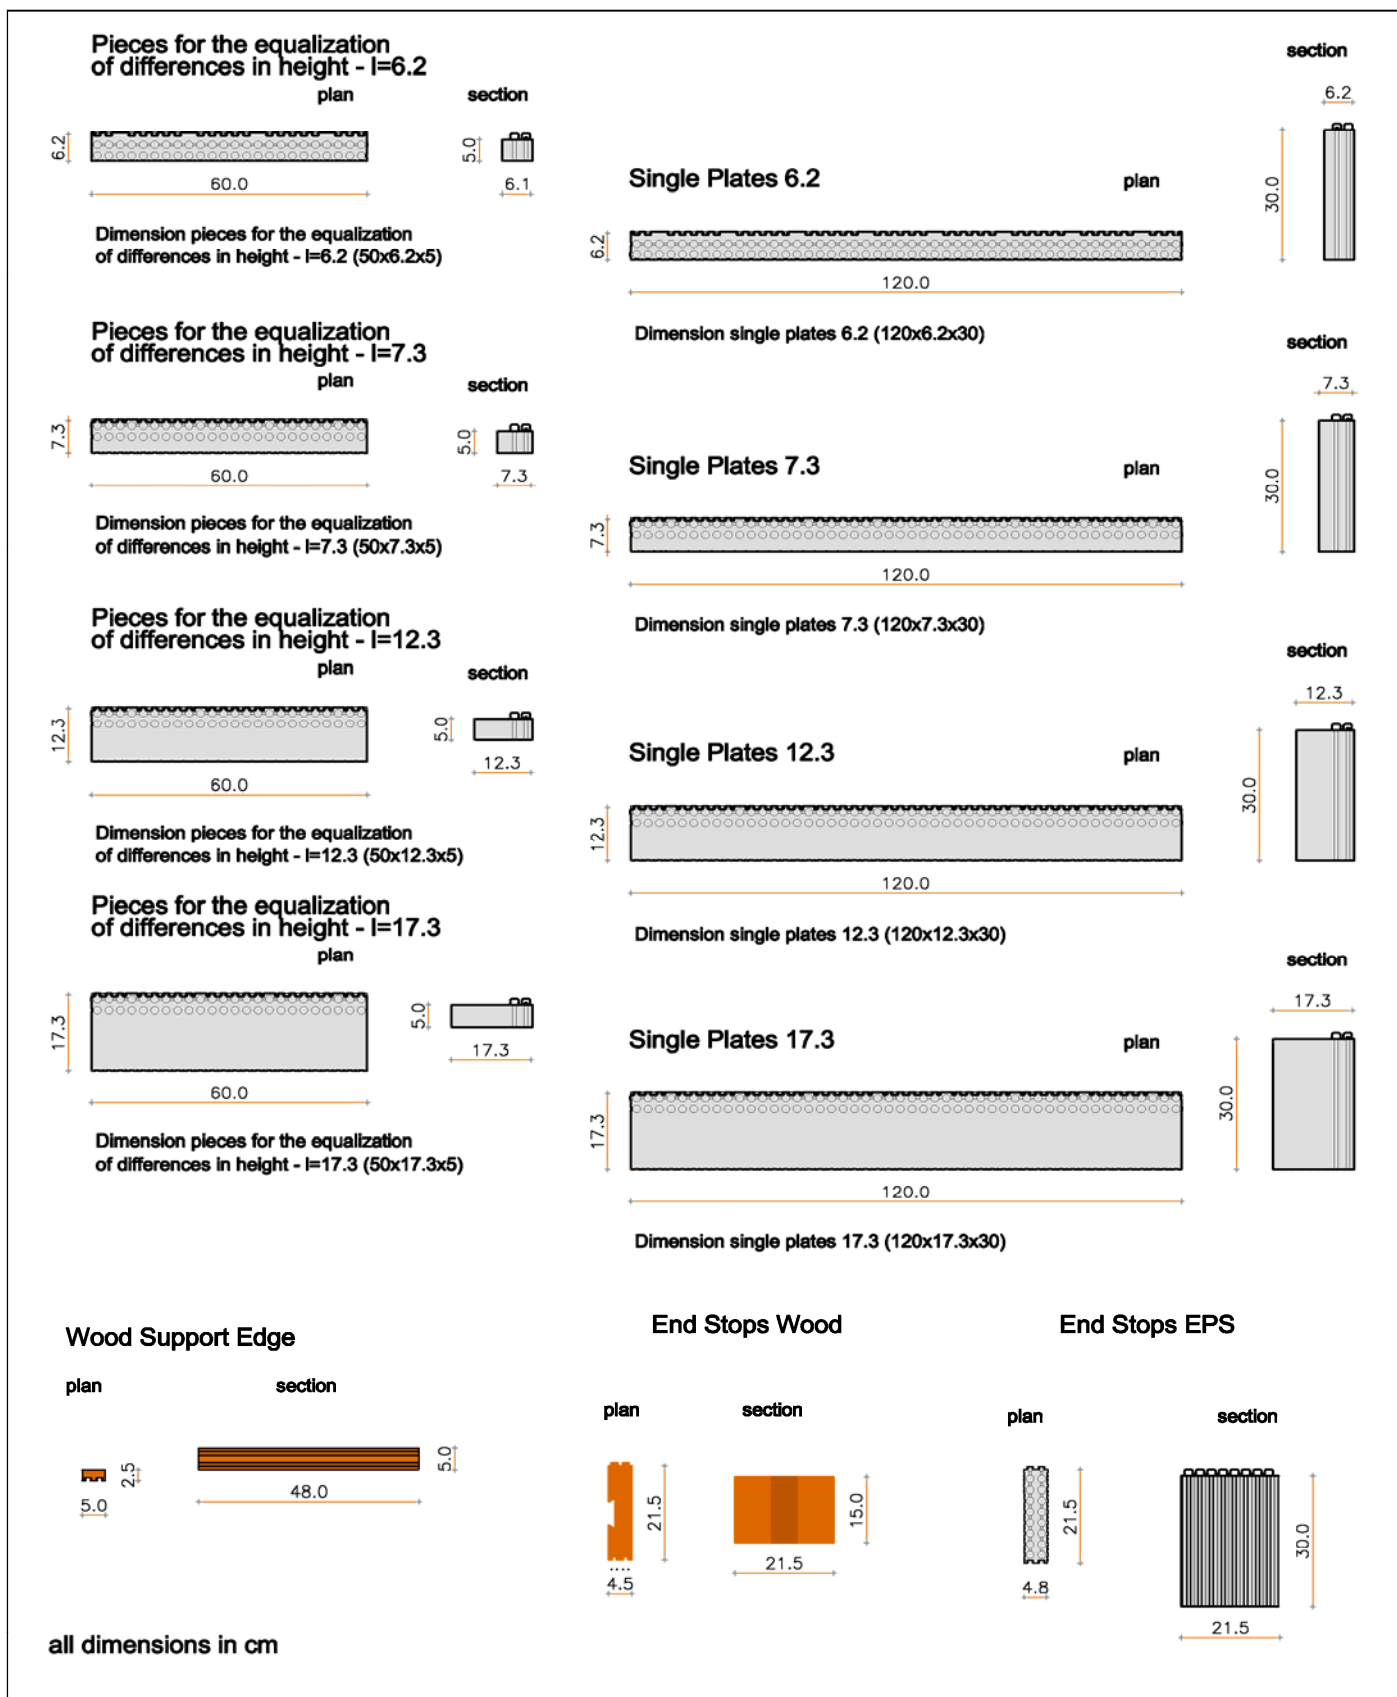 Pieces for the equalization
of differences in height - l=6.2
plan
section
6.2
60.0
5.0
6.1
Dimension pieces for the equalization
of differences in height - l=6.2 (50x6.2x5)
Single Plates 6.2
plan
6.2
120.0
Dimension single plates 6.2 (120x6.2x30)
section
6.2
30.0
Pieces for the equalization
of differences in height - l=7.3
plan
section
7.3
60.0
5.0
7.3
Dimension pieces for the equalization
of differences in height - l=7.3 (50x7.3x5)
Single Plates 7.3
plan
7.3
120.0
Dimension single plates 7.3 (120x7.3x30)
section
7.3
30.0
Pieces for the equalization
of differences in height - l=12.3
plan
section
12.3
60.0
5.0
12.3
Dimension pieces for the equalization
of differences in height - l=12.3 (50x12.3x5)
Single Plates 12.3
plan
12.3
120.0
Dimension single plates 12.3 (120x12.3x30)
section
12.3
30.0
Pieces for the equalization
of differences in height - l=17.3
plan
17.3
60.0
5.0
17.3
Dimension pieces for the equalization
of differences in height - l=17.3 (50x17.3x5)
Single Plates 17.3
plan
17.3
120.0
Dimension single plates 17.3 (120x17.3x30)
section
17.3
30.0
Wood Support Edge
plan
section
2.5
5.0
5.0
48.0
End Stops Wood
plan
section
21.5
4.5
15.0
21.5
End Stops EPS
plan
section
21.5
4.8
30.0
21.5
all dimensions in cm